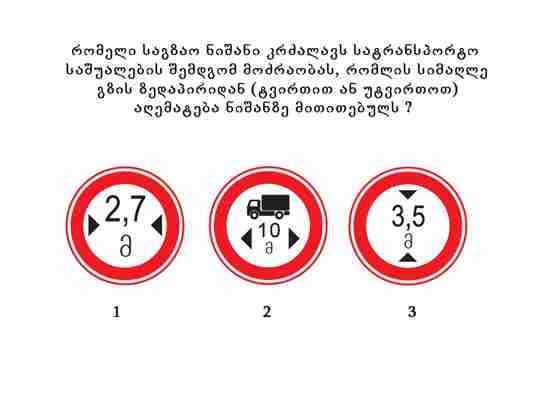 რომელი საგზაო ნიშანი კრძალავს სატრანსპორტო
საშუალების შემდგომ მოძრაობას, რომლის სიმაღლე
გზის ზედაპირიდან (ტვირთით ან უტვირთოთ)
აღემატება ნიშანზე მითითებულს ?
2,7
მ
10
მ
3,5
მ
1
2
3